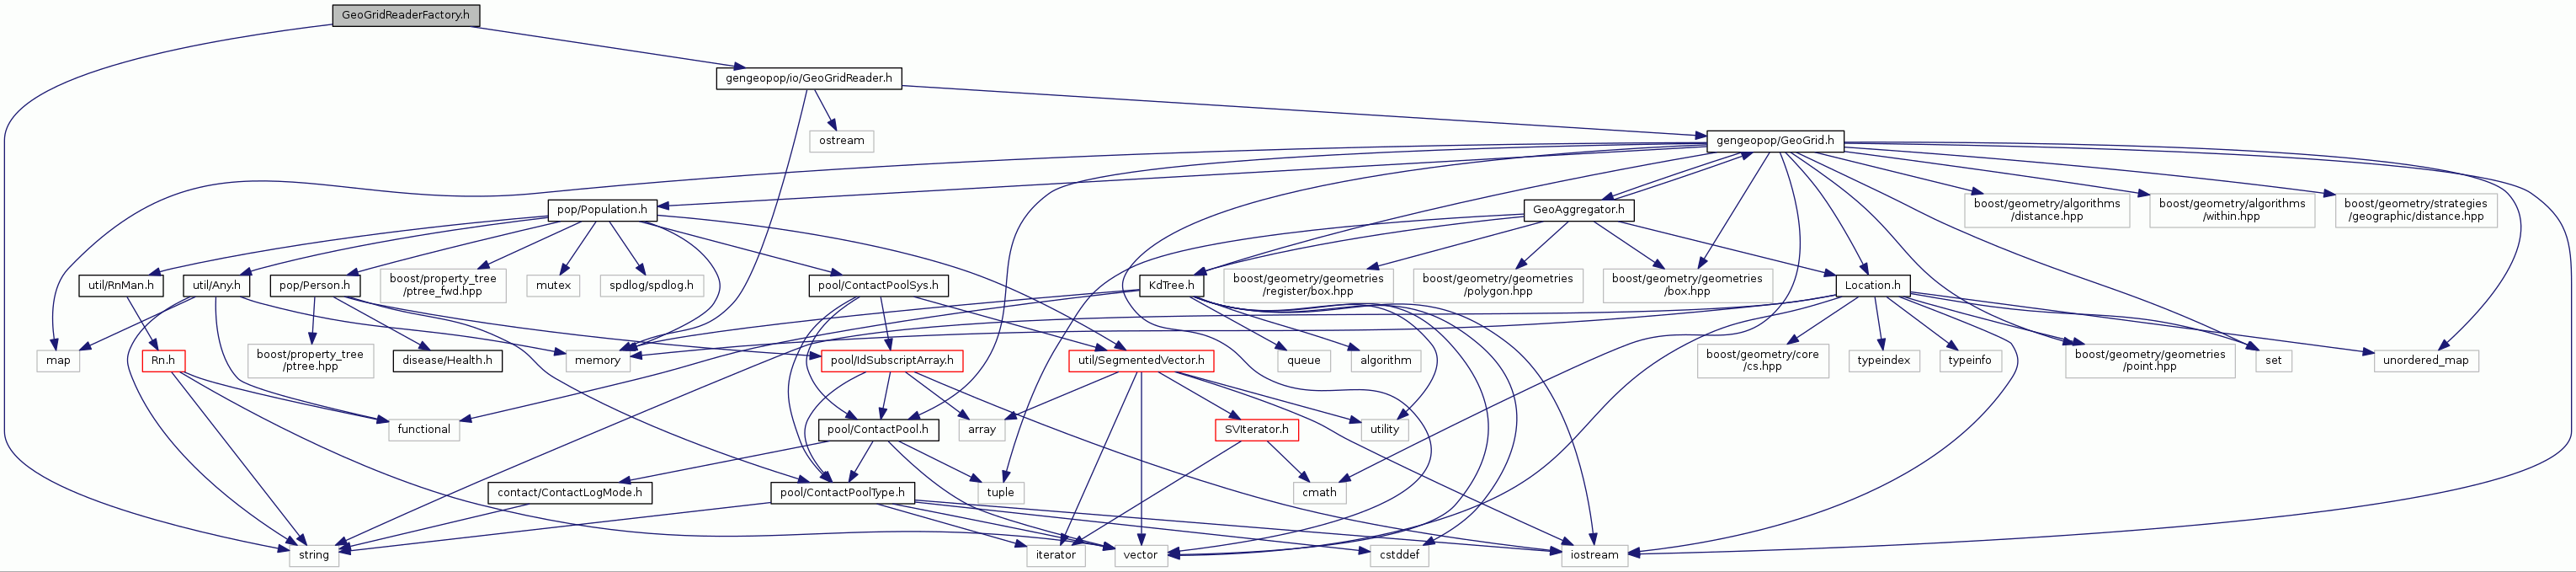 GeoGridReaderFactory.h
gengeopop/io/GeoGridReader.h
ostream
gengeopop/GeoGrid.h
pop/Population.h
GeoAggregator.h
boost/geometry/algorithms
/distance.hpp
boost/geometry/algorithms
/within.hpp
boost/geometry/strategies
/geographic/distance.hpp
util/RnMan.h
util/Any.h
pop/Person.h
boost/property_tree
/ptree_fwd.hpp
mutex
spdlog/spdlog.h
pool/ContactPoolSys.h
KdTree.h
boost/geometry/geometries
/register/box.hpp
boost/geometry/geometries
/polygon.hpp
boost/geometry/geometries
/box.hpp
Location.h
map
Rn.h
boost/property_tree
/ptree.hpp
disease/Health.h
memory
pool/IdSubscriptArray.h
util/SegmentedVector.h
queue
algorithm
boost/geometry/core
/cs.hpp
typeindex
typeinfo
boost/geometry/geometries
/point.hpp
set
unordered_map
functional
pool/ContactPool.h
array
SVIterator.h
utility
contact/ContactLogMode.h
pool/ContactPoolType.h
tuple
cmath
string
iterator
vector
cstddef
iostream